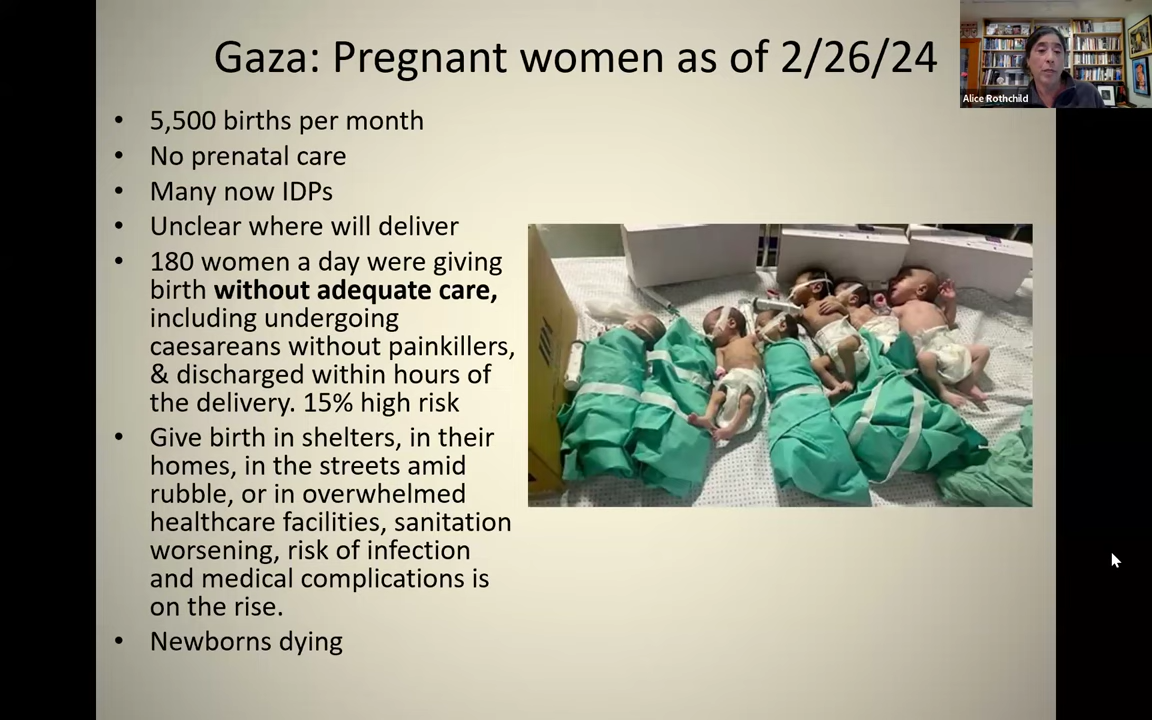 Gaza: Pregnant women as of 2/26/24
Alice Rothchild
• 5,500 births per month
• No prenatal care
• Many now IDPs
• Unclear where will deliver
• 180 women a day were giving
birth without adequate care,
including undergoing
caesareans without painkillers,
& discharged within hours of
the delivery. 15% high risk
• Give birth in shelters, in their
homes, in the streets amid
rubble, or in overwhelmed
healthcare facilities, sanitation
worsening, risk of infection
and medical complications is
on the rise.
• Newborns dying